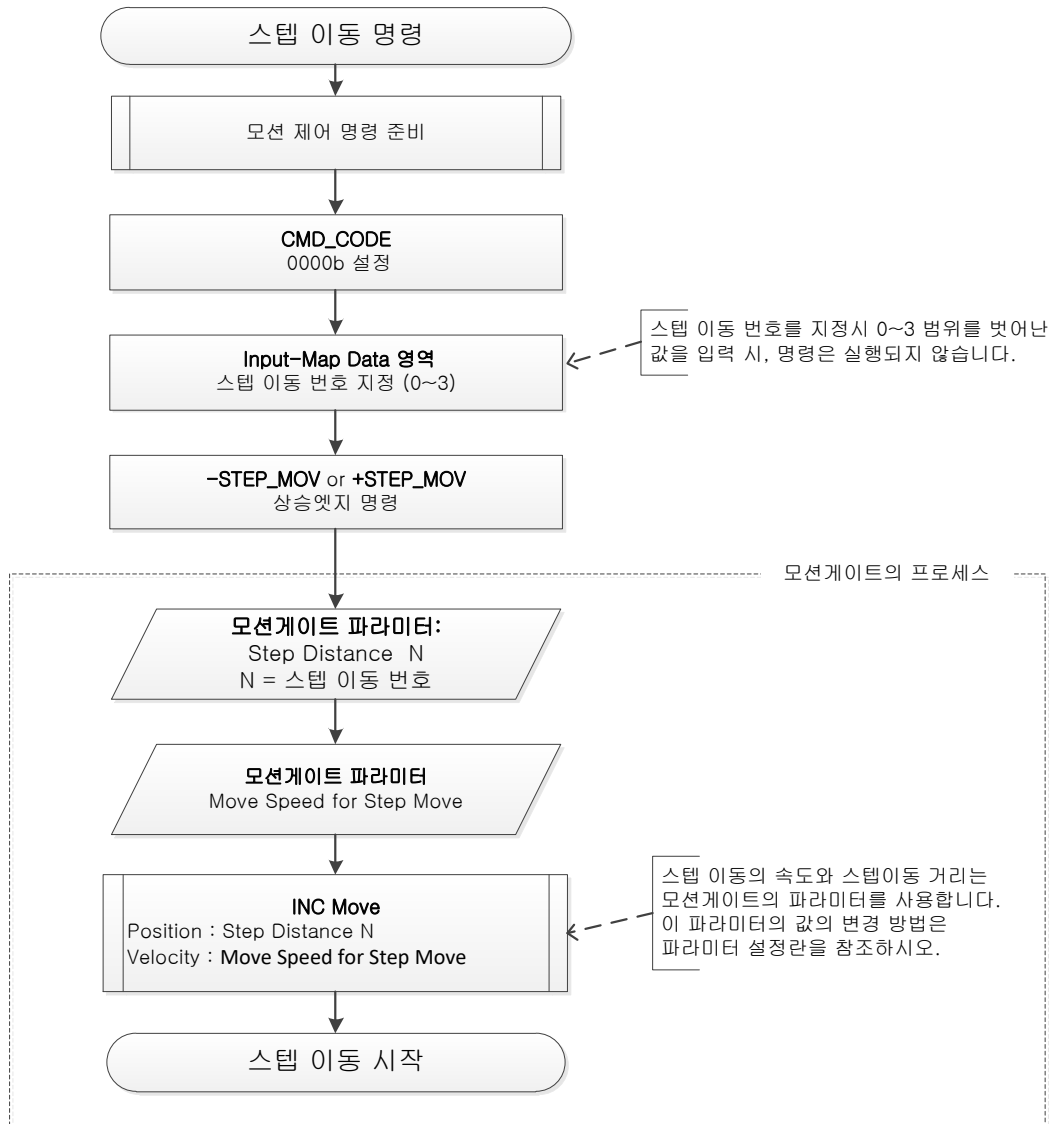 스텝 이동 명령
모션 제어 명령 준비
CMD_CODE
0000b 설정
Input-Map Data 영역
스텝 이동 번호 지정 (0~3)
스텝 이동 번호를 지정시 0~3 범위를 벗어난
값을 입력 시, 명령은 실행되지 않습니다.
-STEP_MOV or +STEP_MOV
상승엣지 명령
모션게이트의 프로세스
모션게이트 파라미터:
Step Distance N
N = 스텝 이동 번호
모션게이트 파라미터
Move Speed for Step Move
INC Move
Position : Step Distance N
Velocity : Move Speed for Step Move
스텝 이동의 속도와 스텝이동 거리는
모션게이트의 파라미터를 사용합니다.
이 파라미터의 값의 변경 방법은
파라미터 설정란을 참조하시오.
스텝 이동 시작